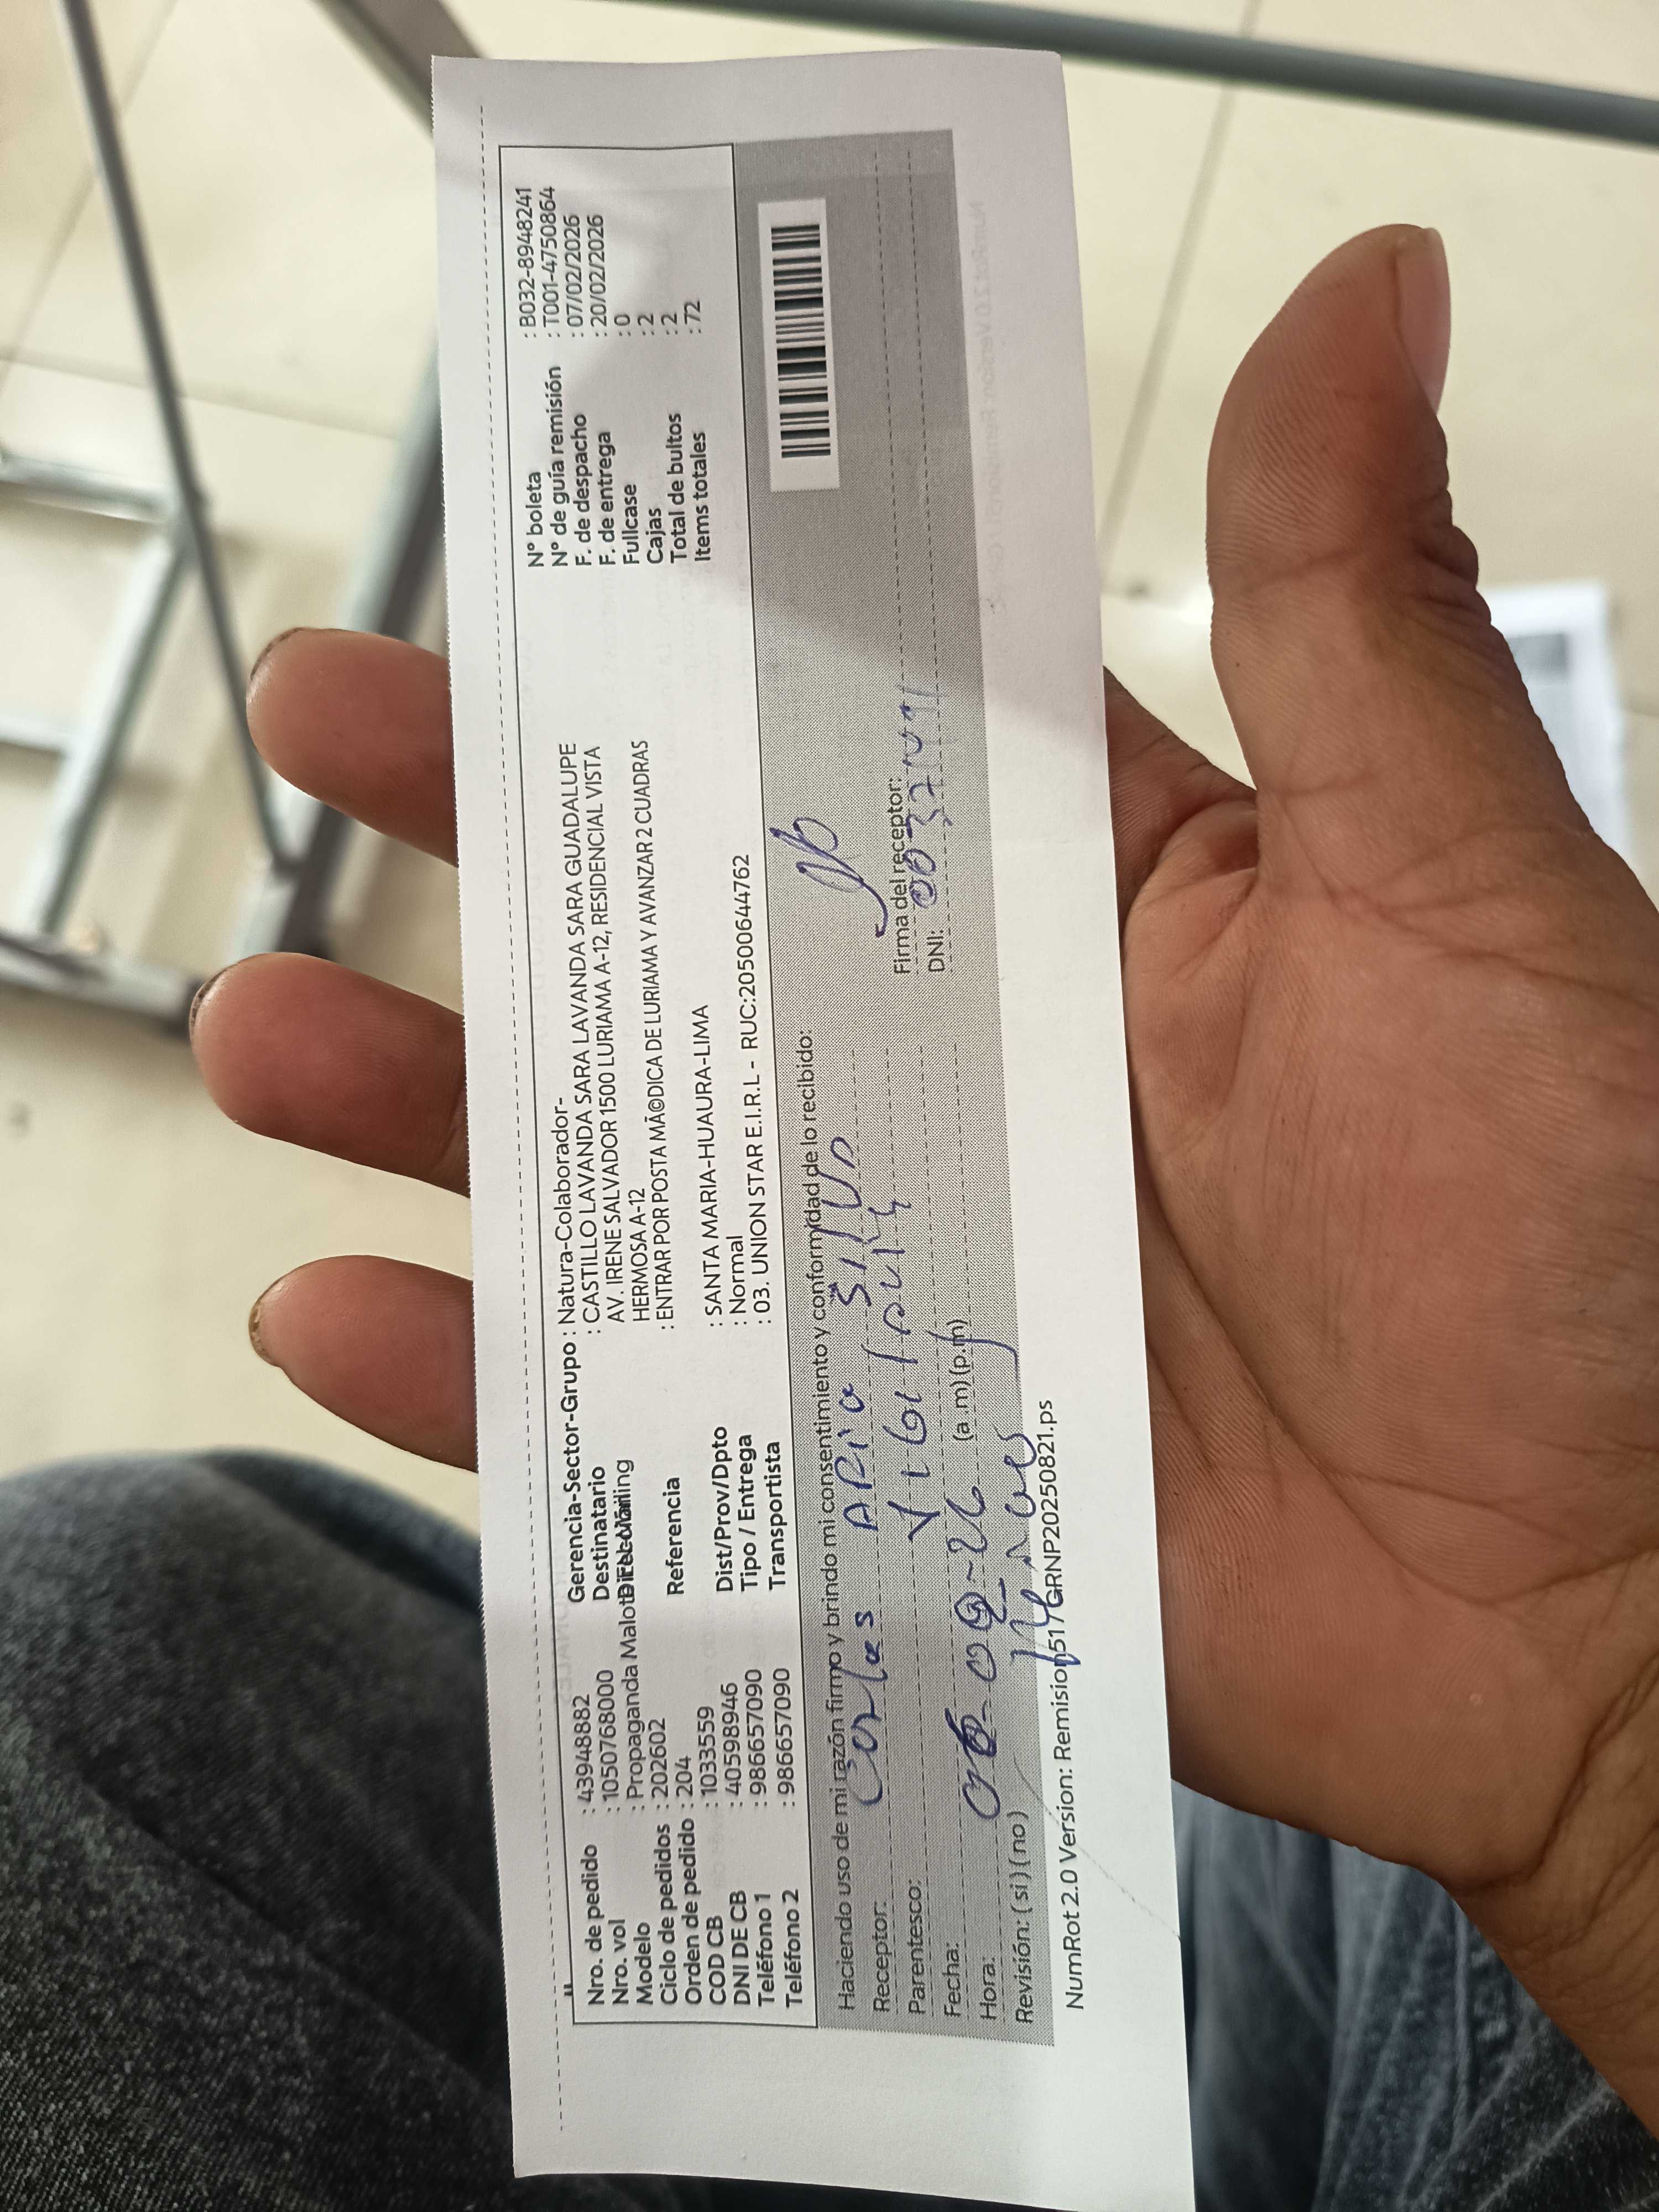 Nro. de pedido : 43948882
Nro. vol : 1050768000
Modelo : Propaganda
Ciclo de pedidos : 202602
Orden de pedido : 204
COD CB : 1033559
DNI DE CB : 40598946
Teléfono 1 : 986657090
Teléfono 2 : 986657090
Gerencia-Sector-Grupo : Natura-Colaborador-
Destinatario : CASTILLO LAVANDA SARA LAVANDA SARA GUADALUPE
AV. IRENE SALVADOR 1500 LURIAMA A-12, RESIDENCIAL VISTA
HERMOSA A-12
Referencia : ENTRAR POR POSTA MÃ©DICA DE LURIAMA Y AVANZAR 2 CUADRAS
Dist/Prov/Dpto : SANTA MARIA-HUAURA-LIMA
Tipo / Entrega : Normal
Transportista : 03. UNION STAR E.I.R.L - RUC:20500644762
N° boleta : B032-8948241
N° de guía remisión : T001-4750864
F. de despacho : 07/02/2026
F. de entrega : 20/02/2026
Fullcase : 0
Cajas : 2
Total de bultos : 2
Items totales : 72
Haciendo uso de mi razón firmo y brindo mi consentimiento y conformidad de lo recibido:
Receptor: Carlos
Parentesco:
Fecha:
Hora: (a .m) (p.m)
Revisión: ( si ) ( no )
Firma del receptor:
DNI:
NumRot 2.0 Version: Remision517GRNP20250821.ps